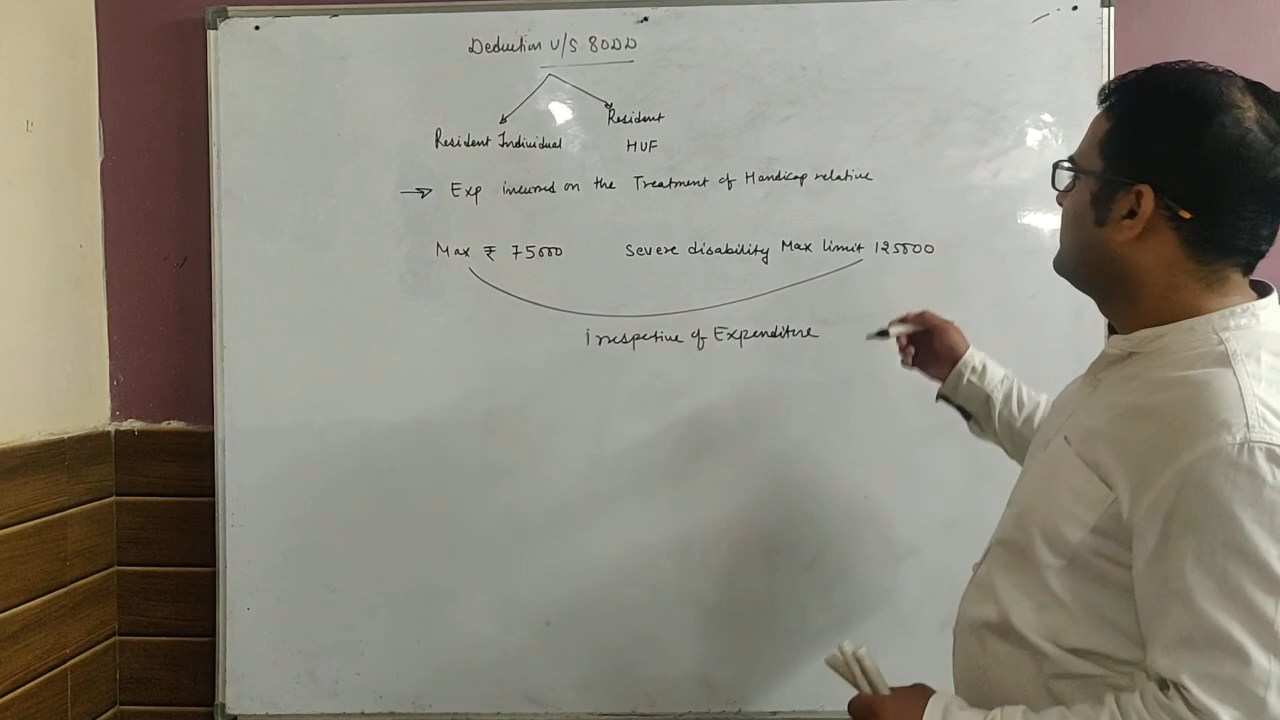 Deduction U/S 80DD
Resident Individual
Resident
HUF
→ Exp incurred on the Treatment of Handicap relative
Max ₹ 75000 Severe disability Max limit 125000
irrespective of Expenditure